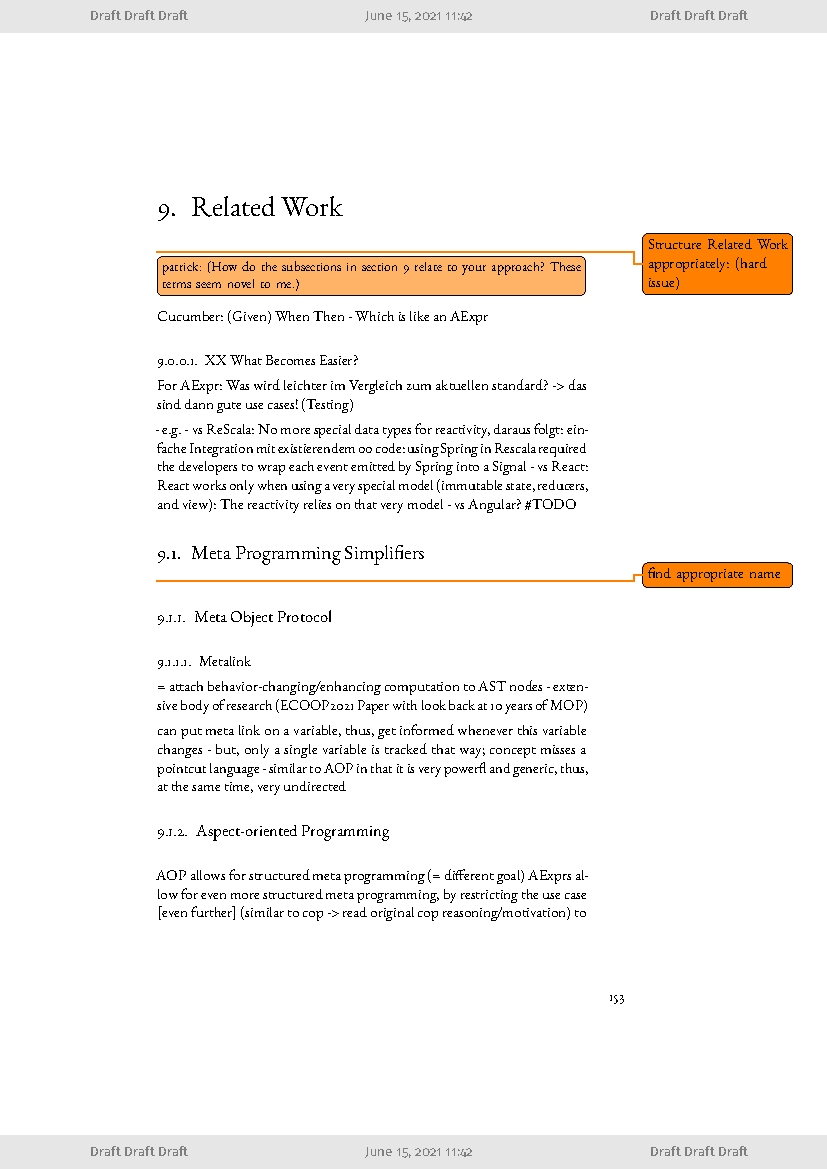 Draft Draft Draft June 15, 2021 11:42 Draft Draft Draft
9. Related Work
Structure Related Work
appropriately: (hard
issue)
patrick: (How do the subsections in section 9 relate to your approach? These
terms seem novel to me.)
Cucumber: (Given) When Then - Which is like an AExpr
9.0.0.1. XX What Becomes Easier?
For AExpr: Was wird leichter im Vergleich zum aktuellen standard? -> das
sind dann gute use cases! (Testing)
- e.g. - vs ReScala: No more special data types for reactivity, daraus folgt: ein-
fache Integration mit existierendem oo code: using Spring in Rescala required
the developers to wrap each event emitted by Spring into a Signal - vs React:
React works only when using a very special model (immutable state, reducers,
and view): The reactivity relies on that very model - vs Angular? #TODO
9.1. Meta Programming Simplifiers
find appropriate name
9.1.1. Meta Object Protocol
9.1.1.1. Metalink
= attach behavior-changing/enhancing computation to AST nodes - exten-
sive body of research (ECOOP2021 Paper with look back at 10 years of MOP)
can put meta link on a variable, thus, get informed whenever this variable
changes - but, only a single variable is tracked that way; concept misses a
pointcut language - similar to AOP in that it is very powerfl and generic, thus,
at the same time, very undirected
9.1.2. Aspect-oriented Programming
AOP allows for structured meta programming (= different goal) AExprs al-
low for even more structured meta programming, by restricting the use case
[even further] (similar to cop -> read original cop reasoning/motivation) to
153
Draft Draft Draft June 15, 2021 11:42 Draft Draft Draft